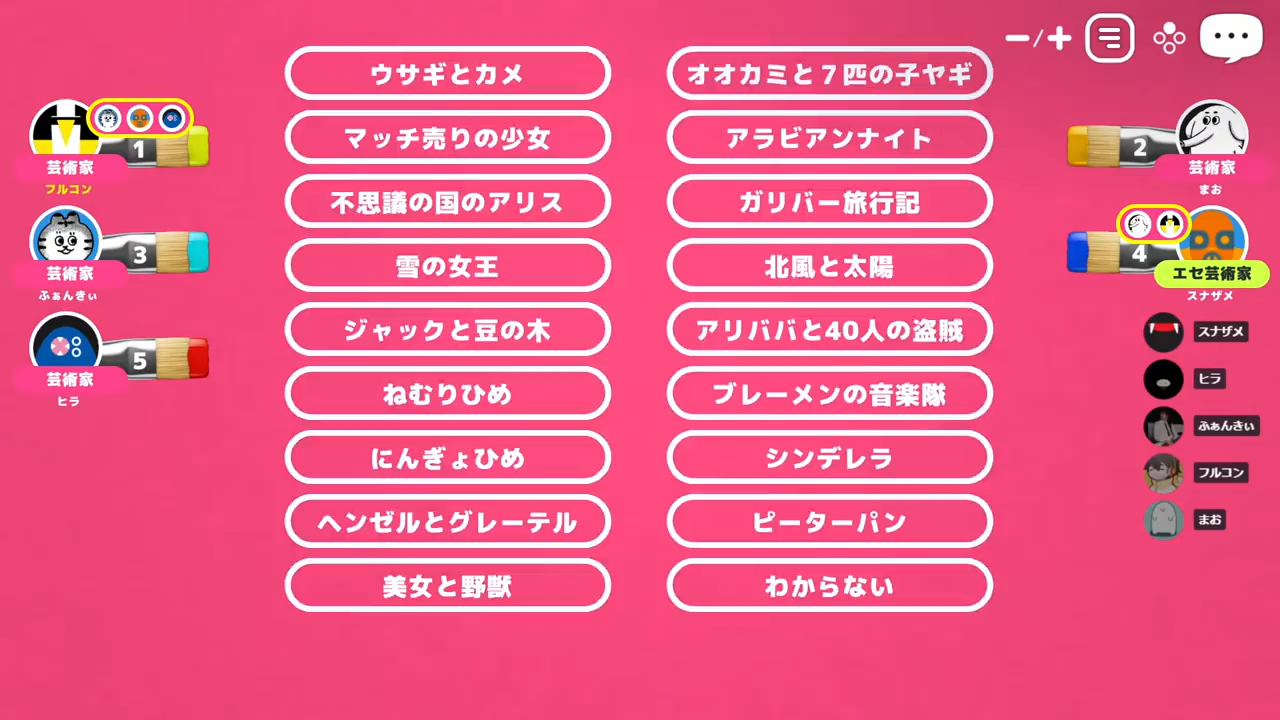 −/+
1
芸術家
フルコン
3
芸術家
ふぁんきぃ
5
芸術家
ヒラ
ウサギとカメ
マッチ売りの少女
不思議の国のアリス
雪の女王
ジャックと豆の木
ねむりひめ
にんぎょひめ
ヘンゼルとグレーテル
美女と野獣
オオカミと７匹の子ヤギ
アラビアンナイト
ガリバー旅行記
北風と太陽
アリババと40人の盗賊
ブレーメンの音楽隊
シンデレラ
ピーターパン
わからない
2
芸術家
まお
4
エセ芸術家
スナザメ
スナザメ
ヒラ
ふぁんきぃ
フルコン
まお